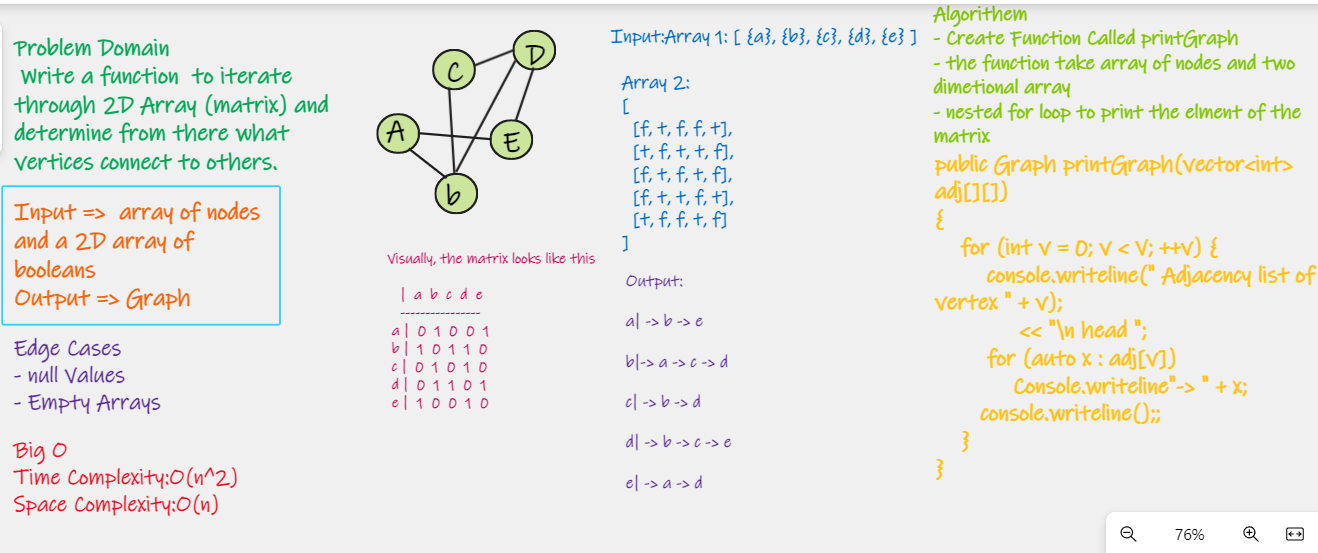 Problem Domain
Write a function to iterate
through 2D Array (matrix) and
determine from there what
vertices connect to others.
Input => array of nodes
and a 2D array of
booleans
Output => Graph
Edge Cases
- null Values
- Empty Arrays
Big O
Time Complexity:O(n^2)
Space Complexity:O(n)
C
D
A
E
b
Visually, the matrix looks like this
| a b c d e
----------------
a| 0 1 0 0 1
b| 1 0 1 1 0
c| 0 1 0 1 0
d| 0 1 1 0 1
e| 1 0 0 1 0
Input:Array 1: [ {a}, {b}, {c}, {d}, {e} ]
Array 2:
[
[f, t, f, f, t],
[t, f, t, t, f],
[f, t, f, t, f],
[f, t, t, f, t],
[t, f, f, t, f]
]
Output:
a| -> b -> e
b|-> a -> c -> d
c| -> b -> d
d| -> b -> c -> e
e| -> a -> d
Algorithem
- Create Function Called printGraph
- the function take array of nodes and two
dimetional array
- nested for loop to print the elment of the
matrix
public Graph printGraph(vector<int>
adj[][])
{
for (int v = 0; v < V; ++v) {
console.writeline(" Adjacency list of
vertex " + v);
<< "\n head ";
for (auto x : adj[v])
Console.writeline"-> " + x;
console.writeline();;
}
}
76%